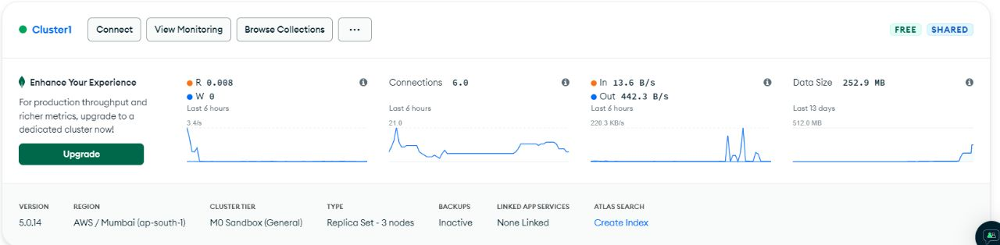 Cluster1 Connect View Monitoring Browse Collections ... FREE SHARED
Enhance Your Experience
For production throughput and
richer metrics, upgrade to a
dedicated cluster now!
Upgrade
R 0.008
W 0
Last 6 hours
3.4/s
Connections 6.0
Last 6 hours
21.0
In 13.6 B/s
Out 442.3 B/s
Last 6 hours
220.3 KB/s
Data Size 252.9 MB
Last 13 days
512.0 MB
VERSION REGION CLUSTER TIER TYPE BACKUPS LINKED APP SERVICES ATLAS SEARCH
5.0.14 AWS / Mumbai (ap-south-1) M0 Sandbox (General) Replica Set - 3 nodes Inactive None Linked Create Index